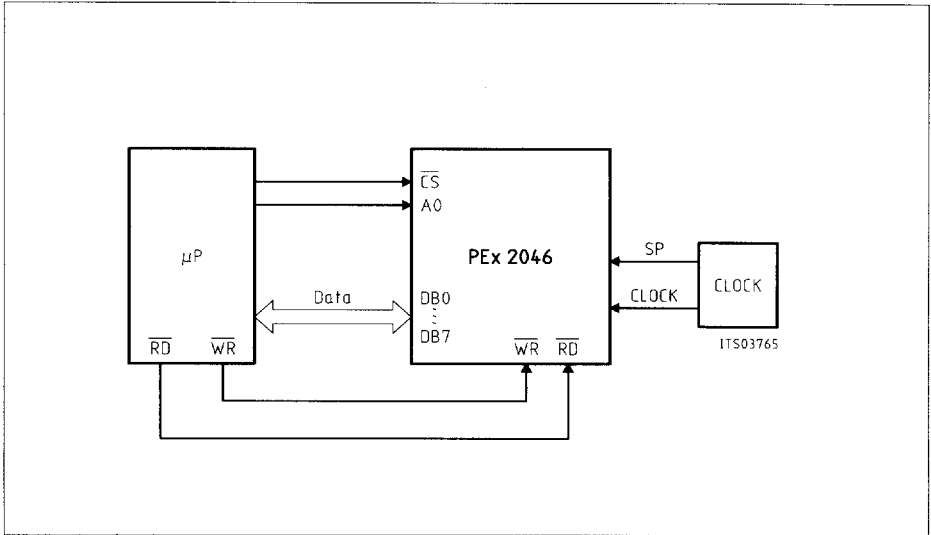 μP
RD
WR
Data
CS
A0
PEx 2046
DB0
DB7
WR
RD
SP
CLOCK
CLOCK
ITS03765